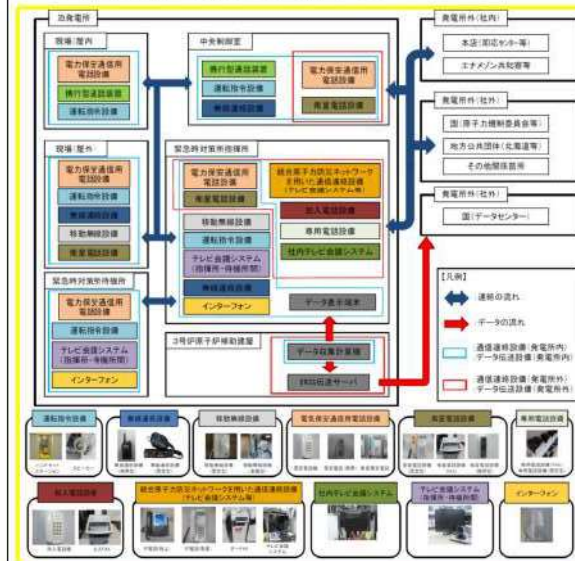 泊発電所
現場(屋内)
電力保安通信用
電話設備
携行型通話装置
運転指令設備
中央制御室
携行型通話装置
運転指令設備
無線連絡設備
電力保安通信用
電話設備
衛星電話設備
現場(屋外)
電力保安通信用
電話設備
運転指令設備
無線連絡設備
移動無線設備
衛星電話設備
緊急時対策所指揮所
電力保安通信用
電話設備
衛星電話設備
移動無線設備
運転指令設備
テレビ会議システム
(指揮所-待機所間)
無線連絡設備
インターフォン
統合原子力防災ネットワーク
を用いた通信連絡設備
(テレビ会議システム等)
加入電話設備
専用電話設備
社内テレビ会議システム
データ表示端末
緊急時対策所待機所
電力保安通信用
電話設備
運転指令設備
テレビ会議システム
(指揮所-待機所間)
インターフォン
3号炉原子炉補助建屋
データ収集計算機
ERSS伝送サーバ
発電所外(社内)
本店(即応センター等)
発電所外(社外)
国(原子力規制委員会等)
地方公共団体(北海道等)
その他関係箇所
発電所外(社外)
国(データセンター)
【凡例】
連絡の流れ
データの流れ
通信連絡設備(発電所内)
データ伝送設備(発電所内)
通信連絡設備(発電所外)
データ伝送設備(発電所外)
運転指令設備
無線連絡設備
移動無線設備
電気保安通信用電話設備
衛星電話設備
専用電話設備
スピーカー
加入電話設備
統合原子力防災ネットワークを用いた通信連絡設備
(テレビ会議システム等)
社内テレビ会議システム
テレビ会議システム
(指揮所-待機所間)
インターフォン